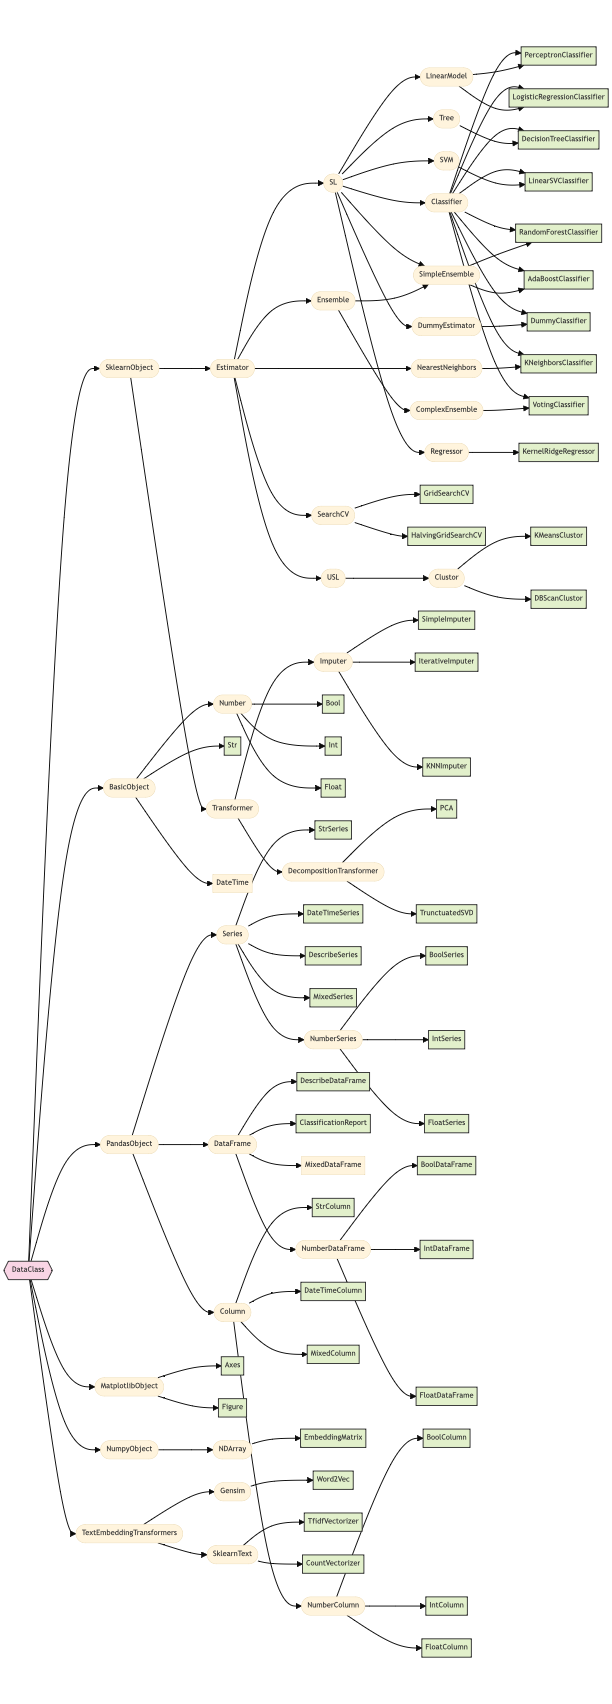 PerceptronClassifier
LinearModel
LogisticRegressionClassifier
Tree
DecisionTreeClassifier
SVM
LinearSVClassifier
SL
Classifier
RandomForestClassifier
SimpleEnsemble
AdaBoostClassifier
Ensemble
DummyClassifier
DummyEstimator
KNeighborsClassifier
SklearnObject
Estimator
NearestNeighbors
VotingClassifier
ComplexEnsemble
Regressor
KernelRidgeRegressor
GridSearchCV
SearchCV
HalvingGridSearchCV
KMeansClustor
USL
Clustor
DBScanClustor
SimpleImputer
Imputer
IterativeImputer
Number
Bool
Str
Int
KNNImputer
BasicObject
Float
Transformer
PCA
StrSeries
DecompositionTransformer
DateTime
DateTimeSeries
TrunctuatedSVD
Series
DescribeSeries
BoolSeries
MixedSeries
NumberSeries
IntSeries
DescribeDataFrame
ClassificationReport
FloatSeries
PandasObject
DataFrame
MixedDataFrame
BoolDataFrame
StrColumn
NumberDataFrame
IntDataFrame
DataClass
DateTimeColumn
Column
MixedColumn
Axes
MatplotlibObject
FloatDataFrame
Figure
EmbeddingMatrix
BoolColumn
NumpyObject
NDArray
Word2Vec
Gensim
TfidfVectorizer
TextEmbeddingTransformers
SklearnText
CountVectorizer
NumberColumn
IntColumn
FloatColumn